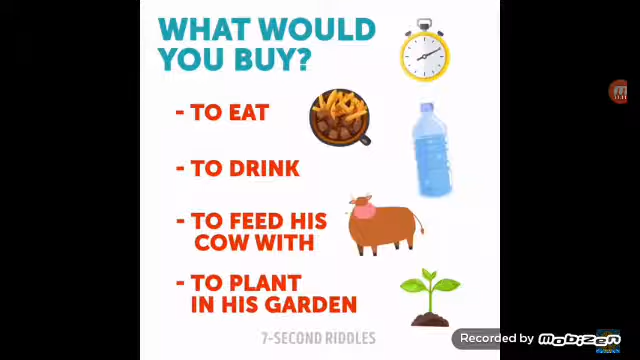 WHAT WOULD
YOU BUY?
- TO EAT
- TO DRINK
- TO FEED HIS
COW WITH
- TO PLANT
IN HIS GARDEN
7-SECOND RIDDLES
Recorded by MOBIZEN